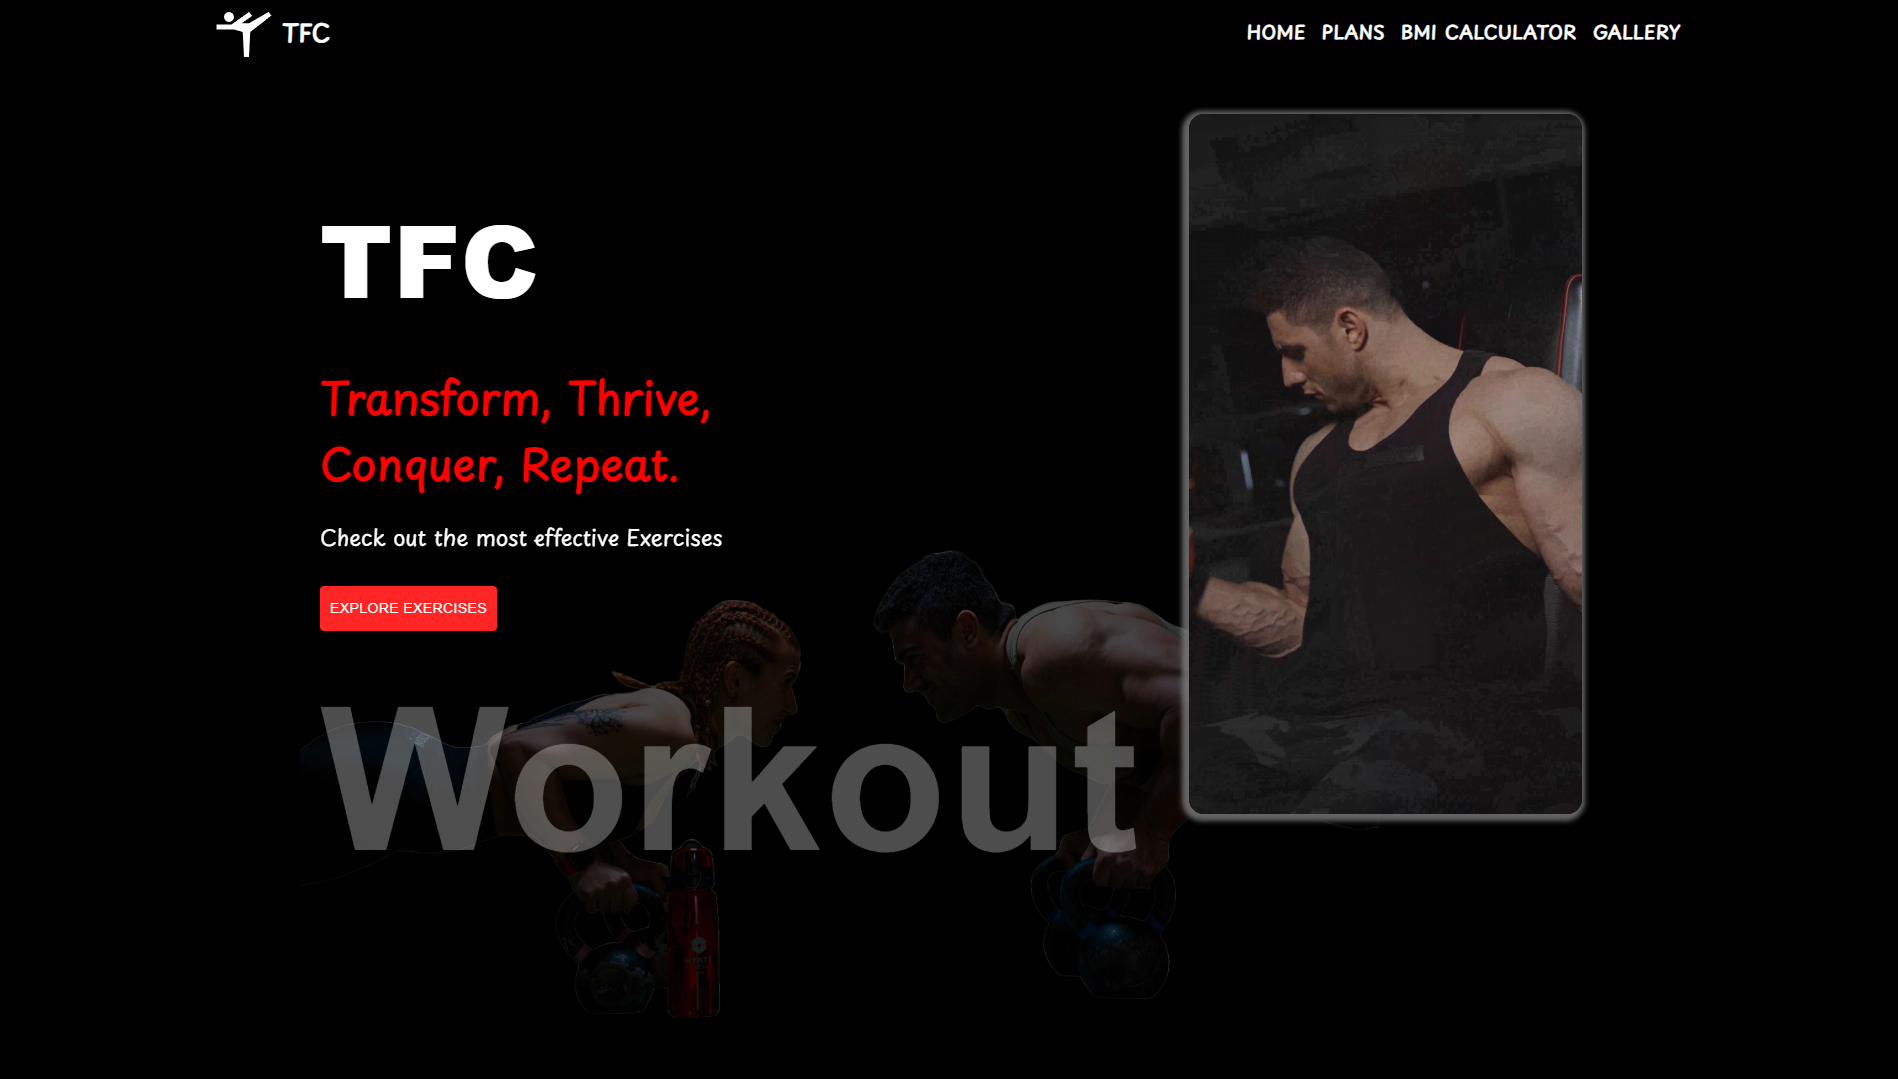 TFC
HOME PLANS BMI CALCULATOR GALLERY
TFC
Transform, Thrive,
Conquer, Repeat.
Check out the most effective Exercises
EXPLORE EXERCISES
Workout